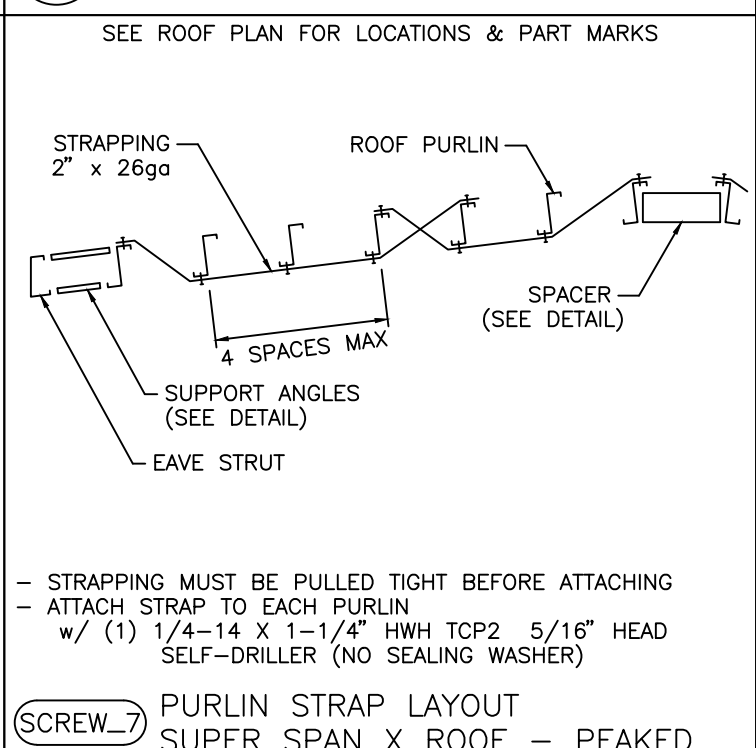 SEE ROOF PLAN FOR LOCATIONS & PART MARKS
STRAPPING
2" x 26ga
ROOF PURLIN
SPACER
(SEE DETAIL)
4 SPACES MAX
SUPPORT ANGLES
(SEE DETAIL)
EAVE STRUT
- STRAPPING MUST BE PULLED TIGHT BEFORE ATTACHING
- ATTACH STRAP TO EACH PURLIN
w/ (1) 1/4-14 X 1-1/4" HWH TCP2 5/16" HEAD
SELF-DRILLER (NO SEALING WASHER)
SCREW_7
PURLIN STRAP LAYOUT
SUPER SPAN X ROOF - PEAKED